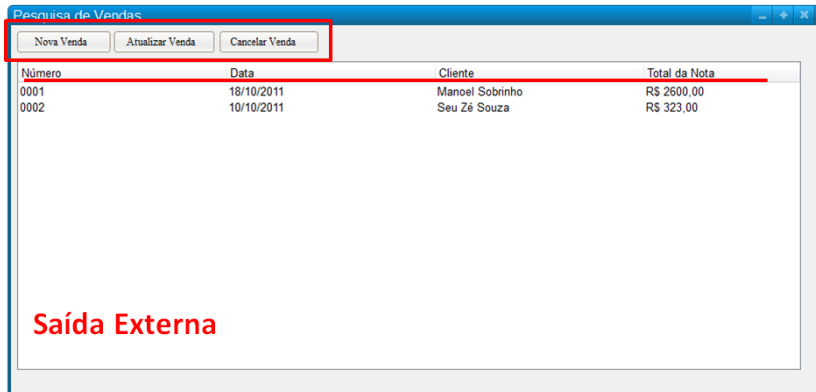 Pesquisa de Vendas
Nova Venda Atualizar Venda Cancelar Venda
Número Data Cliente Total da Nota
0001 18/10/2011 Manoel Sobrinho R$ 2600,00
0002 10/10/2011 Seu Zé Souza R$ 323,00
Saída Externa